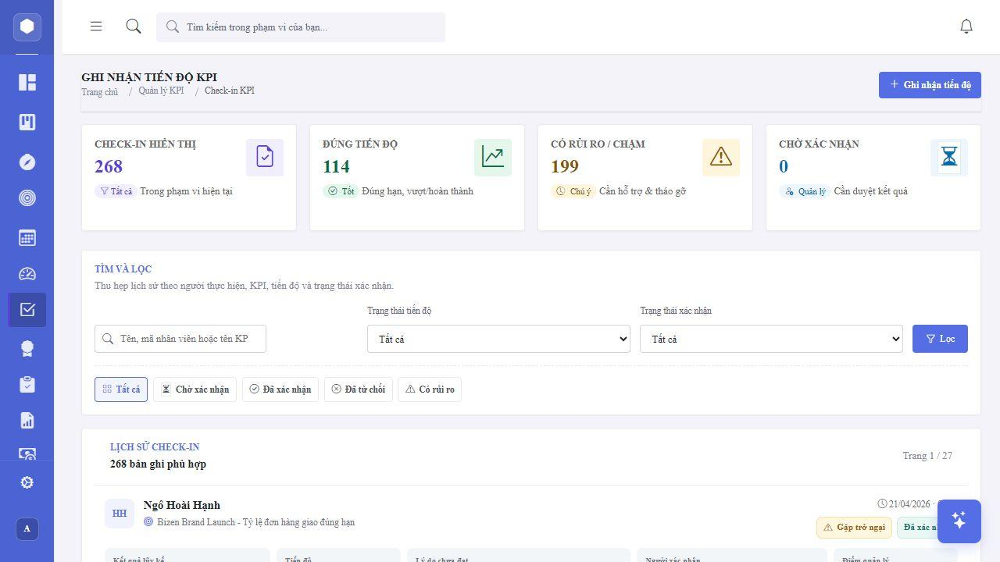 Tìm kiếm trong phạm vi của bạn...
GHI NHẬN TIẾN ĐỘ KPI
Trang chủ / Quản lý KPI / Check-in KPI
Ghi nhận tiến độ
CHECK-IN HIỂN THỊ
268
Tất cả Trong phạm vi hiện tại
ĐÚNG TIẾN ĐỘ
114
Tốt Đúng hạn, vượt/hoàn thành
CÓ RỦI RO / CHẬM
199
Chú ý Cần hỗ trợ & tháo gỡ
CHỜ XÁC NHẬN
0
Quản lý Cần duyệt kết quả
TÌM VÀ LỌC
Thu hẹp lịch sử theo người thực hiện, KPI, tiến độ và trạng thái xác nhận.
Trạng thái tiến độ
Trạng thái xác nhận
Tên, mã nhân viên hoặc tên KP
Tất cả
Tất cả
Lọc
Tất cả
Chờ xác nhận
Đã xác nhận
Đã từ chối
Có rủi ro
LỊCH SỬ CHECK-IN
268 bản ghi phù hợp
Trang 1 / 27
HH
Ngô Hoài Hạnh
Bizen Brand Launch - Tỷ lệ đơn hàng giao đúng hạn
21/04/2026 ·
Gặp trở ngại
Đã xác
Kết quả lũy kế
Tiến độ
Lý do chưa đạt
Người xác nhận
Điểm quản lý
A